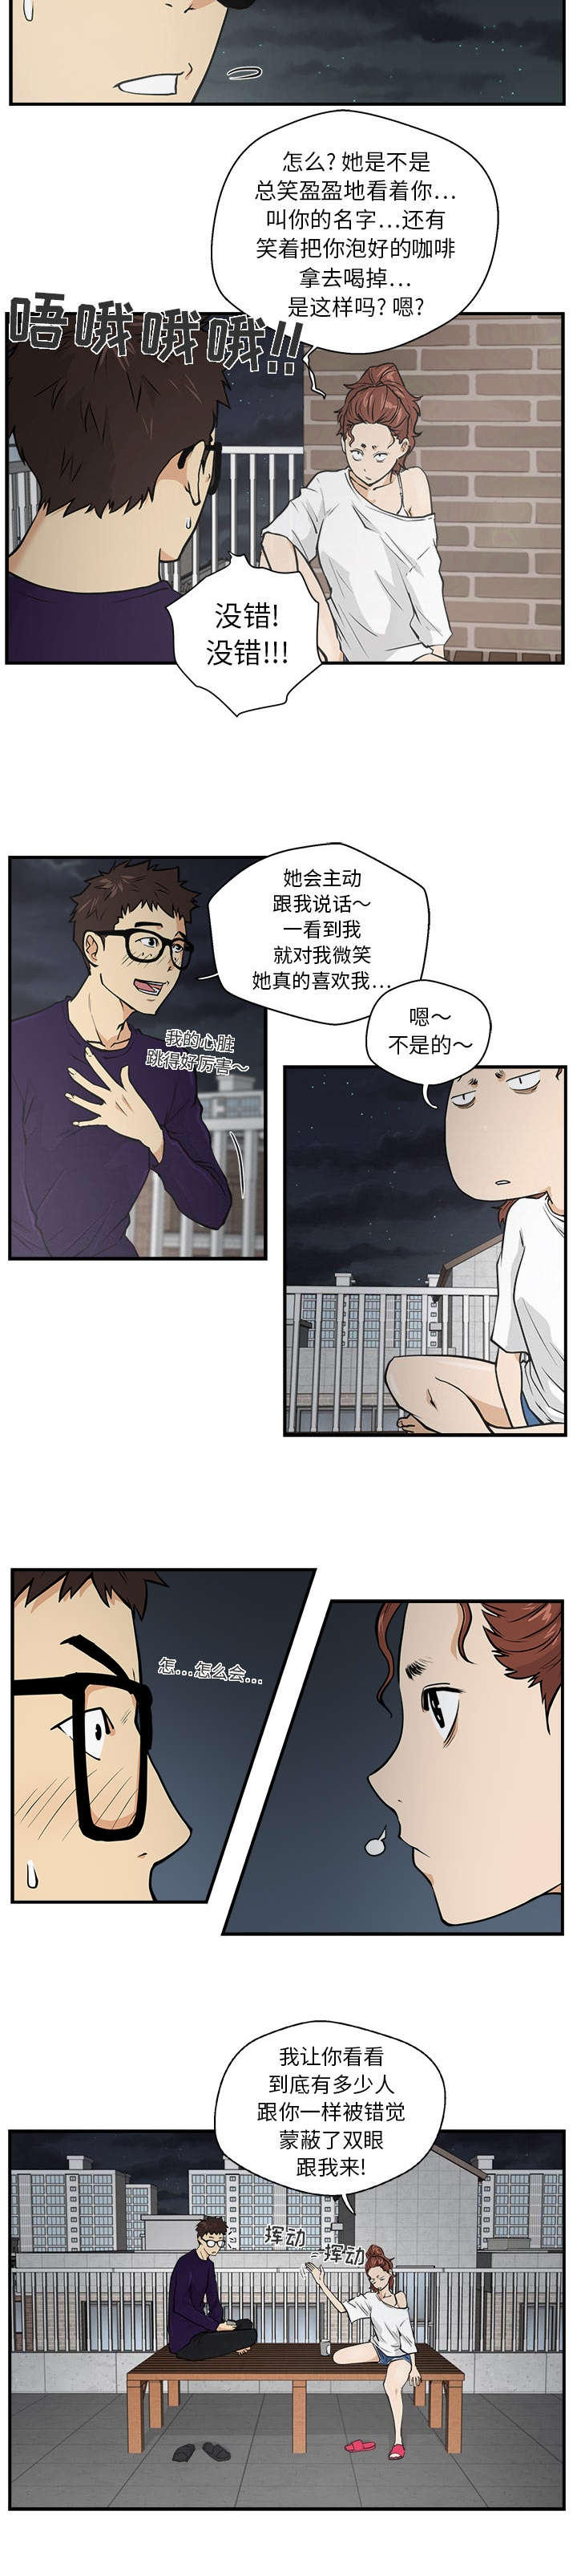 怎么? 她是不是
总笑盈盈地看着你...
叫你的名字...还有
笑着把你泡好的咖啡
拿去喝掉...
是这样吗? 嗯?
唔哦哦哦!!
没错!
没错!!!
她会主动
跟我说话～
一看到我
就对我微笑
她真的喜欢我...
我的心脏
跳得好厉害～
嗯～
不是的～
怎...怎么会...
我让你看看
到底有多少人
跟你一样被错觉
蒙蔽了双眼
跟我来!
挥动
挥动